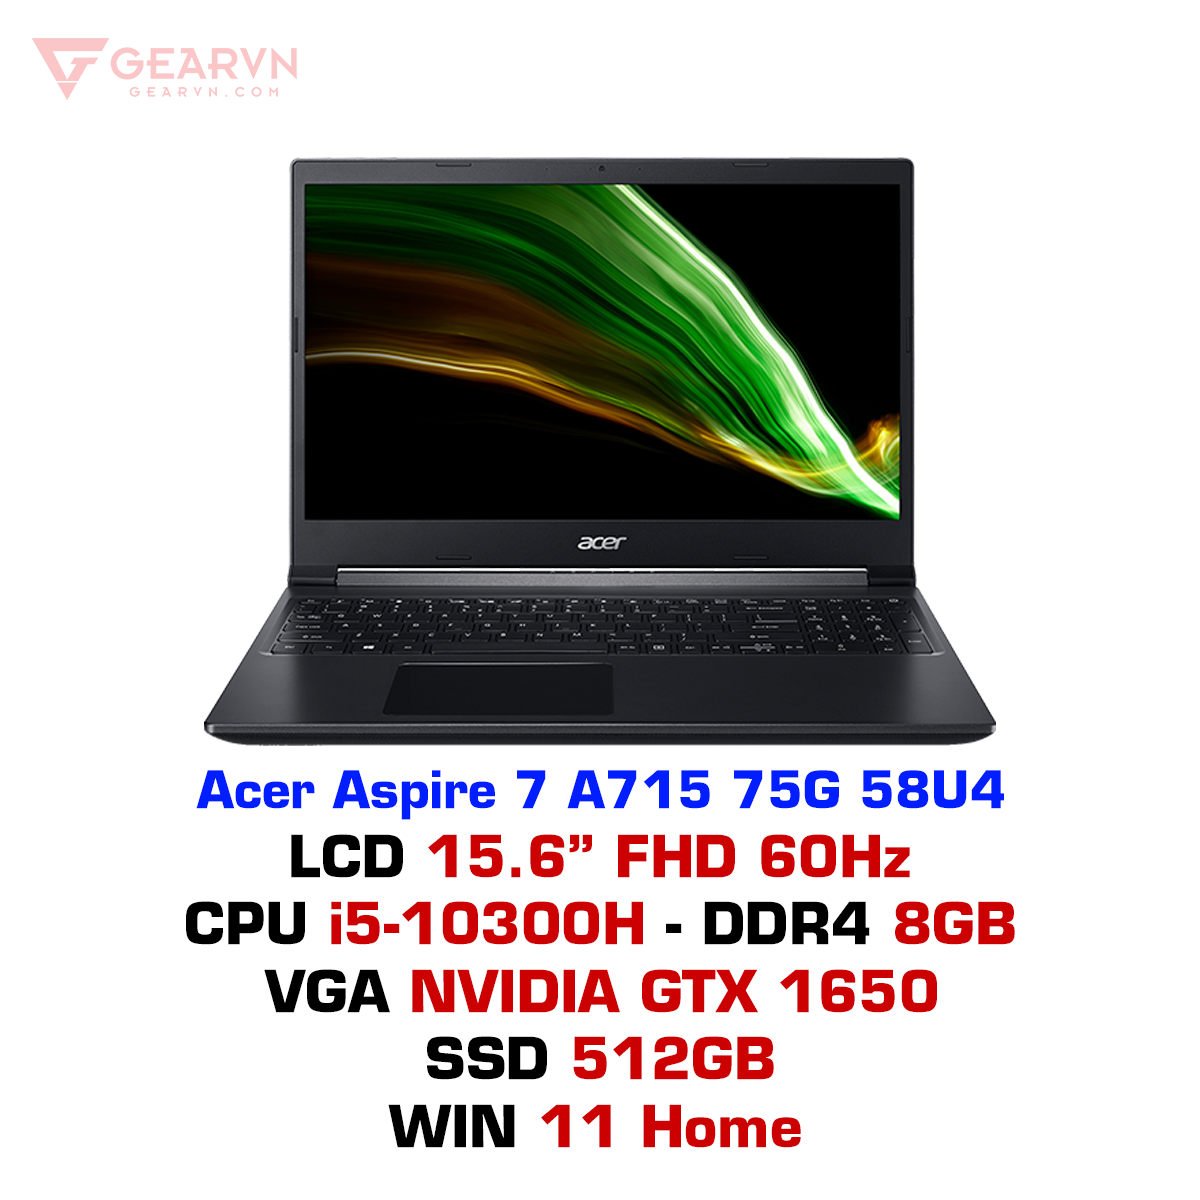 GEARVN
GEARVN.COM
acer
Acer Aspire 7 A715 75G 58U4
LCD 15.6” FHD 60Hz
CPU i5-10300H - DDR4 8GB
VGA NVIDIA GTX 1650
SSD 512GB
WIN 11 Home